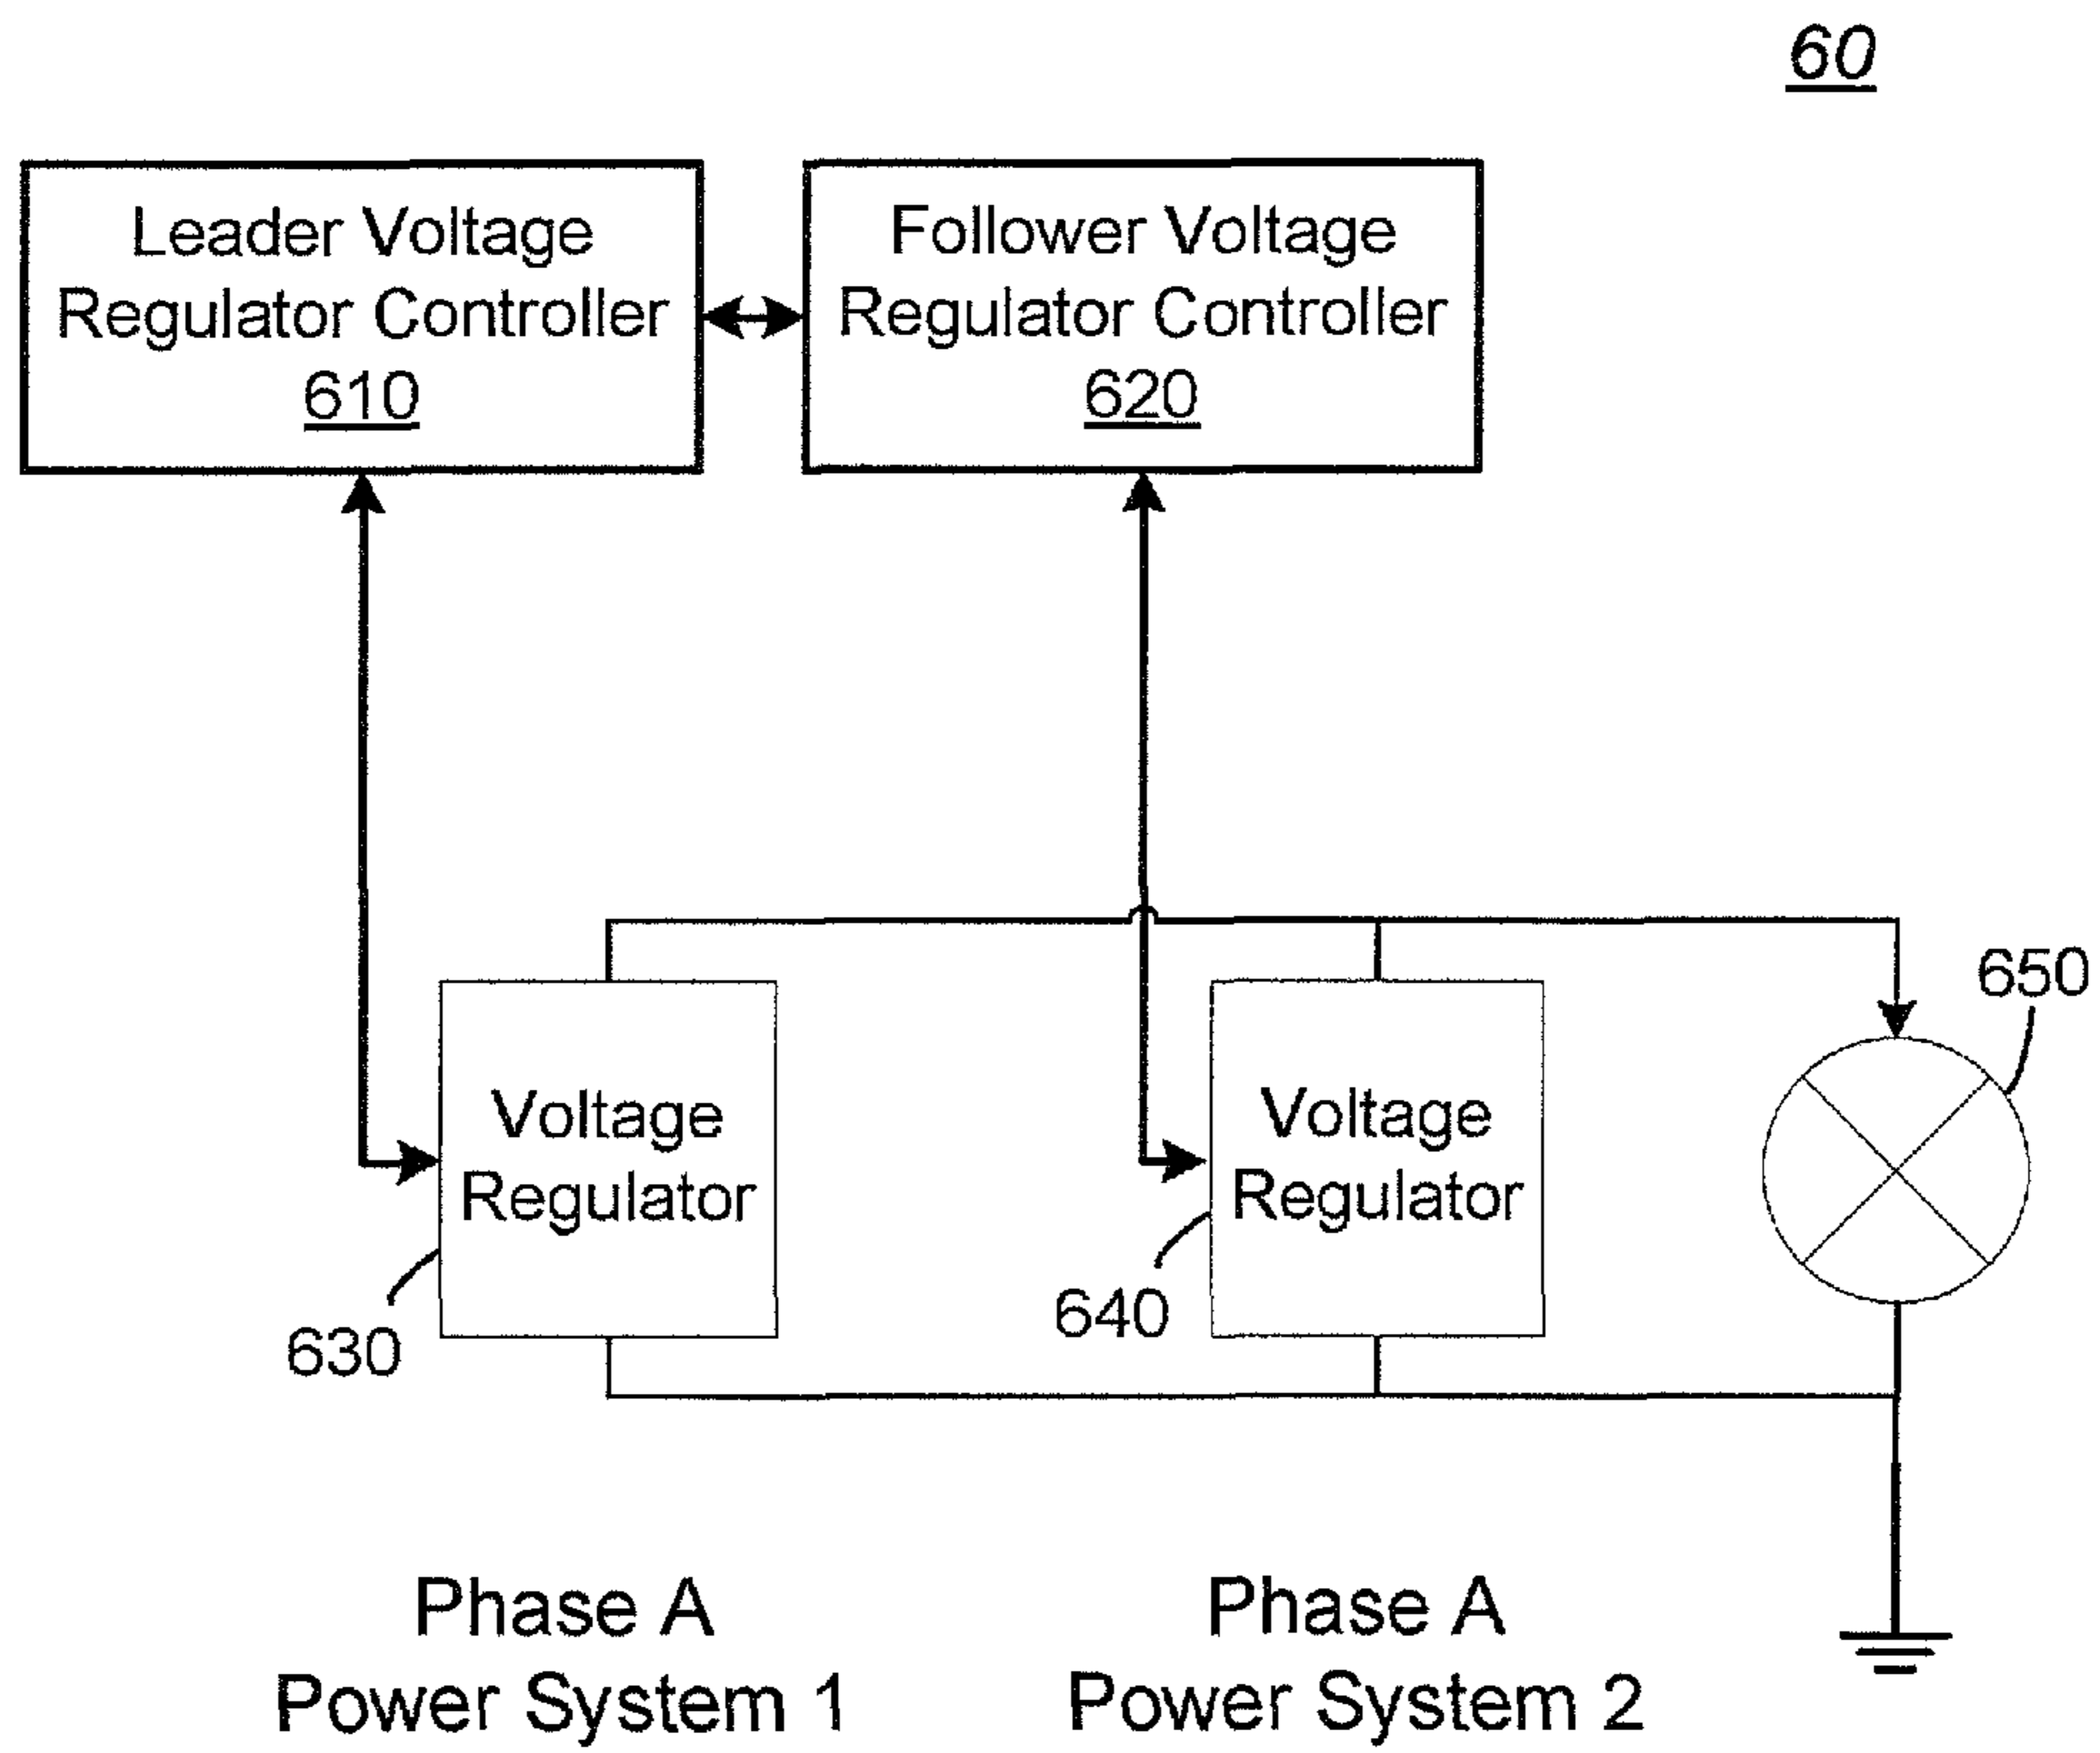 60
Leader Voltage
Regulator Controller
610
Follower Voltage
Regulator Controller
620
650
Voltage
Regulator
630
Voltage
Regulator
640
Phase A
Power System 1
Phase A
Power System 2